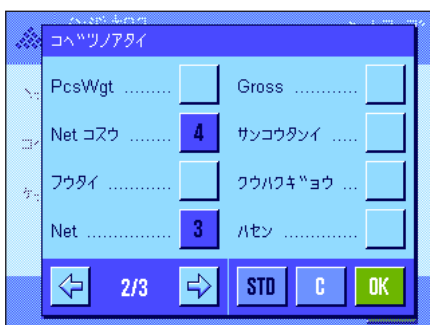 コヘ"ツノアタイ
PcsWgt ........
Gross ............
Net コスウ .......
4
サンコウタンイ .....
フウタイ ............
クウハクキ"ョウ ...
Net ...............
3
ハセン .............
2/3
STD
C
OK